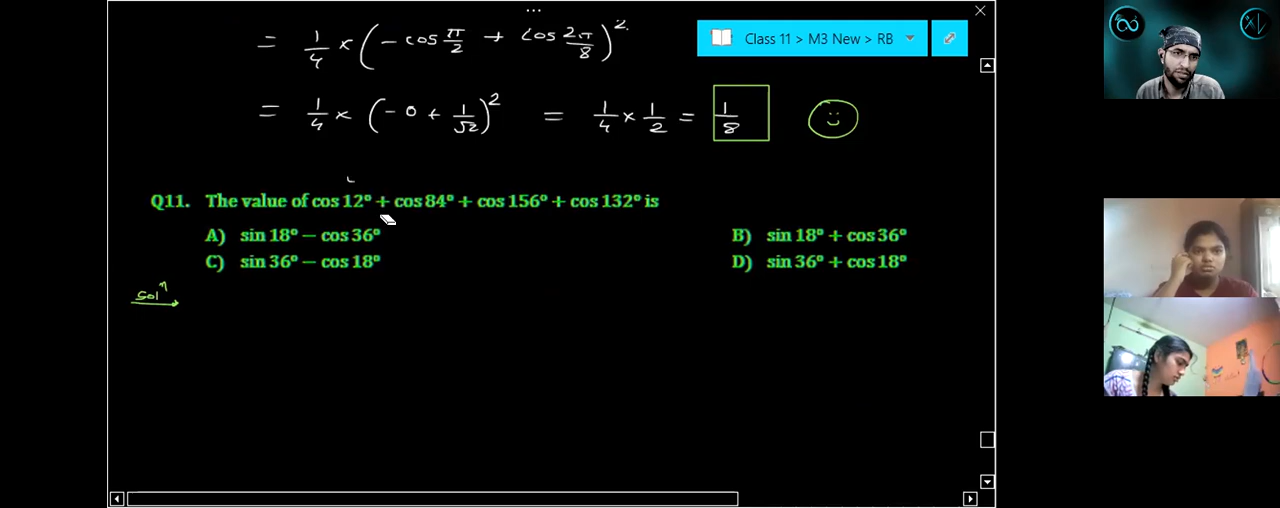 ...
= 1/4 × (- cos π/2 + cos 2π/8)²
Class 11 > M3 New > RB
= 1/4 × (- 0 + 1/√2)² = 1/4 × 1/2 = 1/8
Q11. The value of cos 12° + cos 84° + cos 156° + cos 132° is
A) sin 18° − cos 36°
B) sin 18° + cos 36°
C) sin 36° − cos 18°
D) sin 36° + cos 18°
Solⁿ